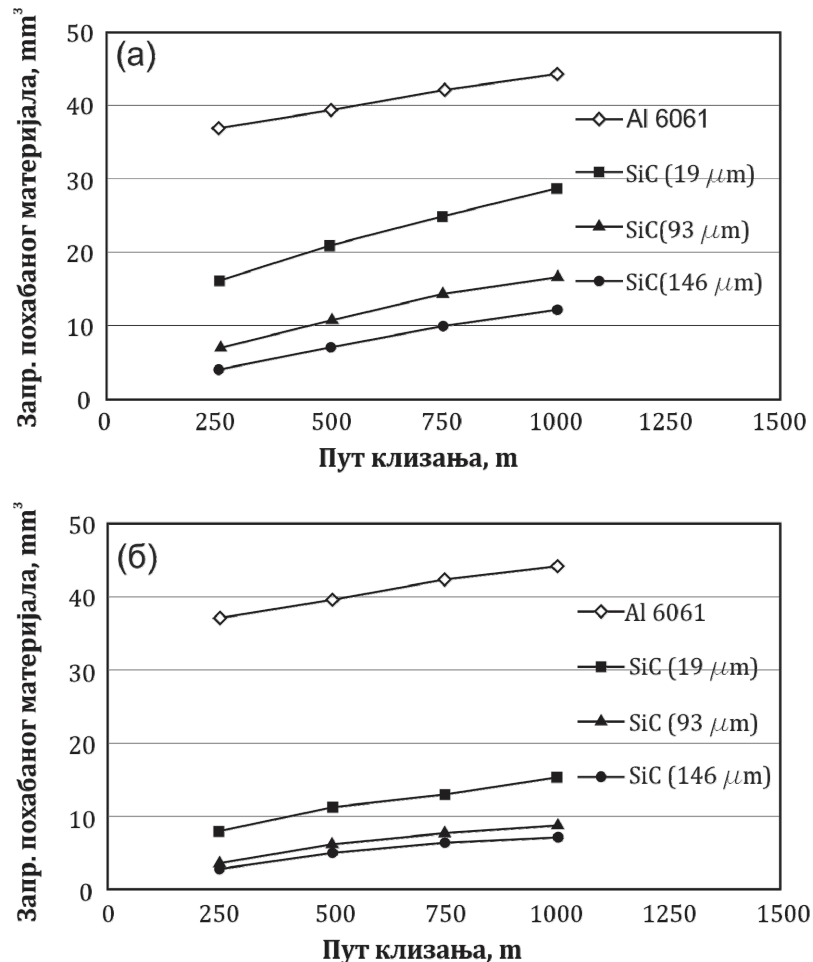 (а)
Запр. похабаног материјала, mm³
50
40
30
20
10
0
Al 6061
SiC (19 μm)
SiC(93 μm)
SiC(146 μm)
0 250 500 750 1000 1250 1500
Пут клизања, m
(б)
Запр. похабаног материјала, mm³
50
40
30
20
10
0
Al 6061
SiC (19 μm)
SiC (93 μm)
SiC (146 μm)
0 250 500 750 1000 1250 1500
Пут клизања, m